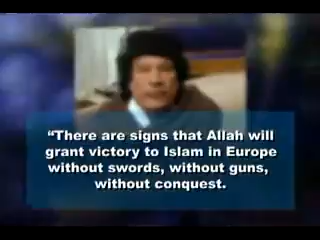 “There are signs that Allah will
grant victory to Islam in Europe
without swords, without guns,
without conquest.